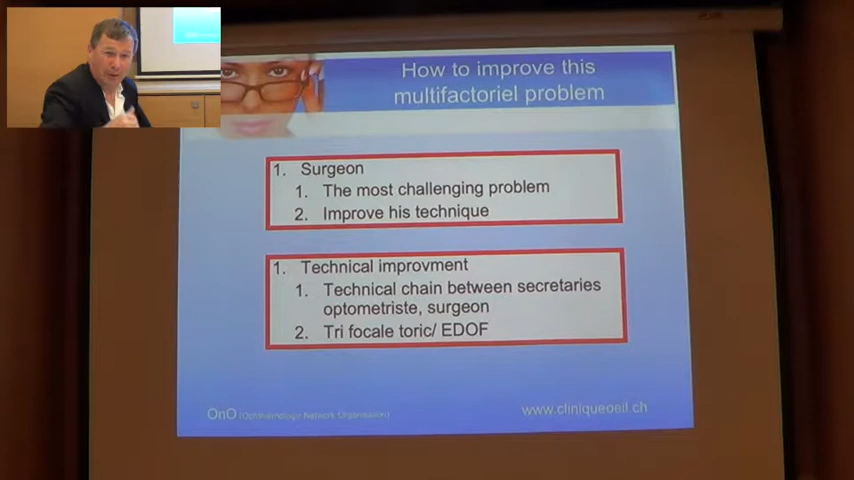 How to improve this
multifactoriel problem
1. Surgeon
1. The most challenging problem
2. Improve his technique
1. Technical improvment
1. Technical chain between secretaries
optometriste, surgeon
2. Tri focale toric/ EDOF
OnO (Ophthalmology Network Organisation)
www.cliniqueoeil.ch